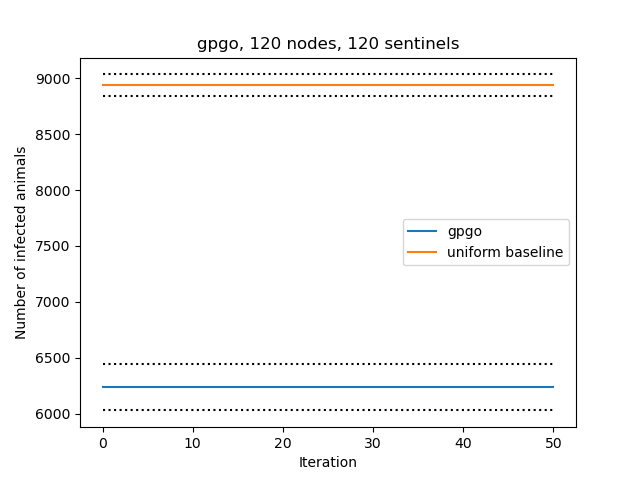 gpgo, 120 nodes, 120 sentinels
Number of infected animals
9000
8500
8000
7500
7000
6500
6000
gpgo
uniform baseline
0
10
20
30
40
50
Iteration